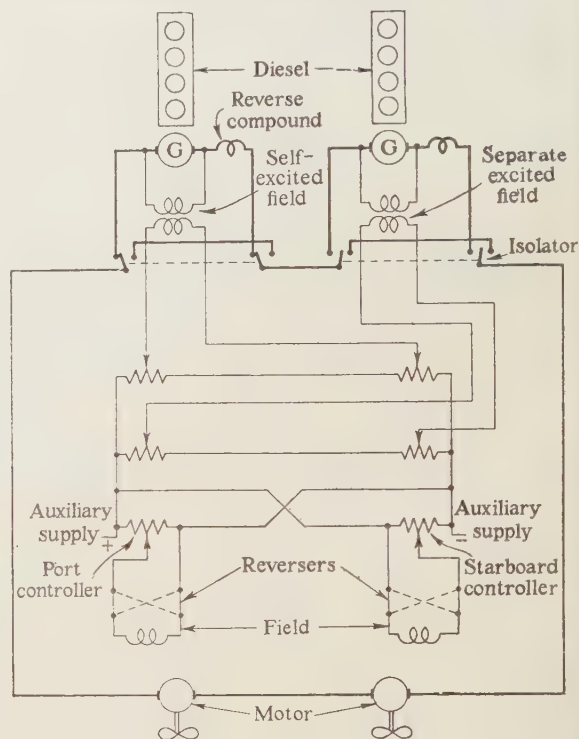 Diesel
Reverse
compound
G
G
Self-
excited
field
Separate
excited
field
Isolator
Auxiliary
supply
+
Auxiliary
supply
−
Port
controller
Reversers
Starboard
controller
Field
Motor